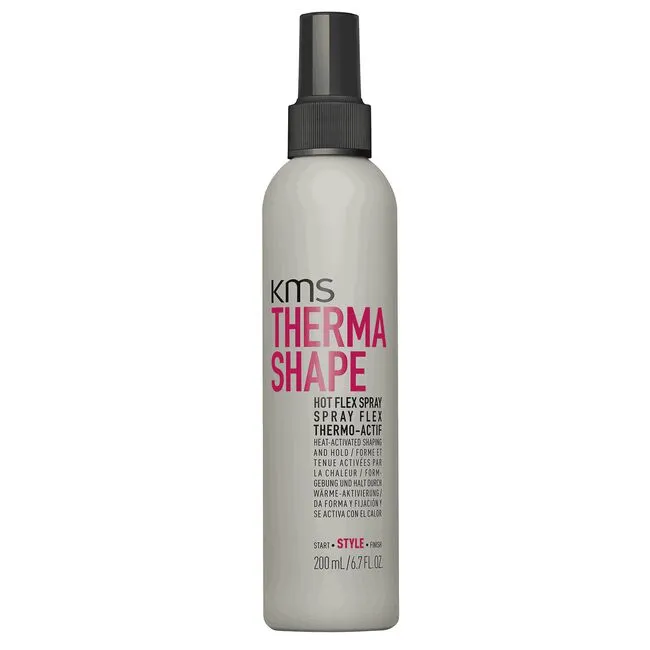 KMS
THERMA
SHAPE
HOT FLEX SPRAY
SPRAY FLEX
THERMO-ACTIF
HEAT-ACTIVATED SHAPING
AND HOLD / FORME ET
TENUE ACTIVÉES PAR
LA CHALEUR / FORM-
GEBUNG UND HALT DURCH
WÄRME-AKTIVIERUNG /
DA FORMA Y FIJACIÓN Y
SE ACTIVA CON EL CALOR
START • STYLE • FINISH
200 mL/6.7 FL.OZ.